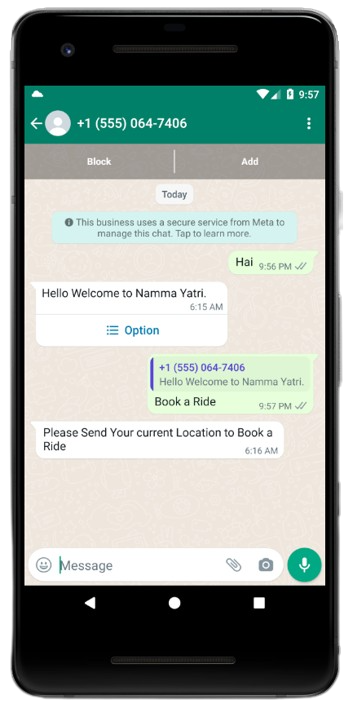 9:57
+1 (555) 064-7406
Block
Add
Today
This business uses a secure service from Meta to
manage this chat. Tap to learn more.
Hai 9:56 PM
Hello Welcome to Namma Yatri.
6:15 AM
Option
+1 (555) 064-7406
Hello Welcome to Namma Yatri.
Book a Ride 9:57 PM
Please Send Your current Location to Book a
Ride 6:16 AM
Message